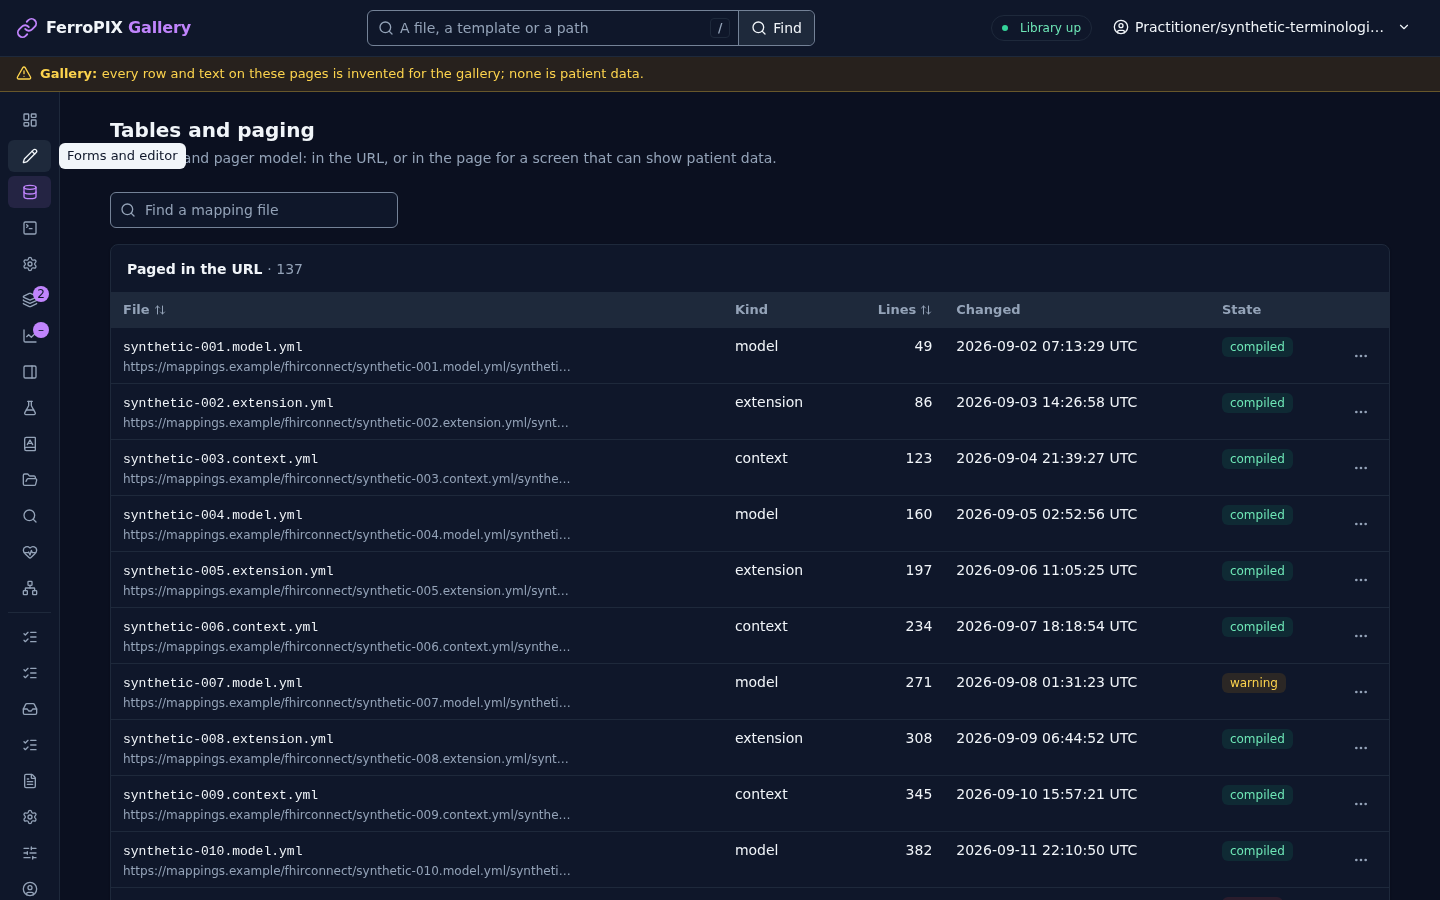 FerroPIX Gallery
A file, a template or a path
/
Find
Library up
Practitioner/synthetic-terminologi…
Gallery: every row and text on these pages is invented for the gallery; none is patient data.
Tables and paging
Forms and editor
and pager model: in the URL, or in the page for a screen that can show patient data.
Find a mapping file
2
–
Paged in the URL · 137
File Kind Lines Changed State
synthetic-001.model.yml model 49 2026-09-02 07:13:29 UTC compiled
https://mappings.example/fhirconnect/synthetic-001.model.yml/syntheti…
synthetic-002.extension.yml extension 86 2026-09-03 14:26:58 UTC compiled
https://mappings.example/fhirconnect/synthetic-002.extension.yml/synt…
synthetic-003.context.yml context 123 2026-09-04 21:39:27 UTC compiled
https://mappings.example/fhirconnect/synthetic-003.context.yml/synthe…
synthetic-004.model.yml model 160 2026-09-05 02:52:56 UTC compiled
https://mappings.example/fhirconnect/synthetic-004.model.yml/syntheti…
synthetic-005.extension.yml extension 197 2026-09-06 11:05:25 UTC compiled
https://mappings.example/fhirconnect/synthetic-005.extension.yml/synt…
synthetic-006.context.yml context 234 2026-09-07 18:18:54 UTC compiled
https://mappings.example/fhirconnect/synthetic-006.context.yml/synthe…
synthetic-007.model.yml model 271 2026-09-08 01:31:23 UTC warning
https://mappings.example/fhirconnect/synthetic-007.model.yml/syntheti…
synthetic-008.extension.yml extension 308 2026-09-09 06:44:52 UTC compiled
https://mappings.example/fhirconnect/synthetic-008.extension.yml/synt…
synthetic-009.context.yml context 345 2026-09-10 15:57:21 UTC compiled
https://mappings.example/fhirconnect/synthetic-009.context.yml/synthe…
synthetic-010.model.yml model 382 2026-09-11 22:10:50 UTC compiled
https://mappings.example/fhirconnect/synthetic-010.model.yml/syntheti…